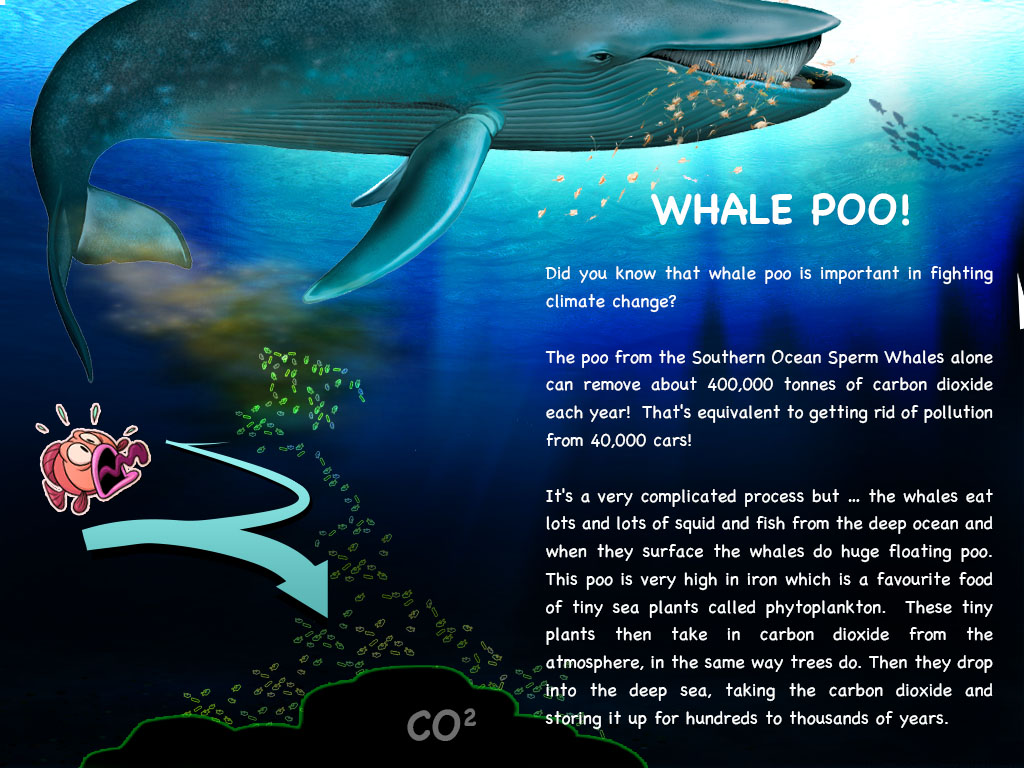 WHALE POO!
Did you know that whale poo is important in fighting
climate change?
The poo from the Southern Ocean Sperm Whales alone
can remove about 400,000 tonnes of carbon dioxide
each year! That's equivalent to getting rid of pollution
from 40,000 cars!
It's a very complicated process but ... the whales eat
lots and lots of squid and fish from the deep ocean and
when they surface the whales do huge floating poo.
This poo is very high in iron which is a favourite food
of tiny sea plants called phytoplankton. These tiny
plants then take in carbon dioxide from the
atmosphere, in the same way trees do. Then they drop
into the deep sea, taking the carbon dioxide and
storing it up for hundreds to thousands of years.
CO²